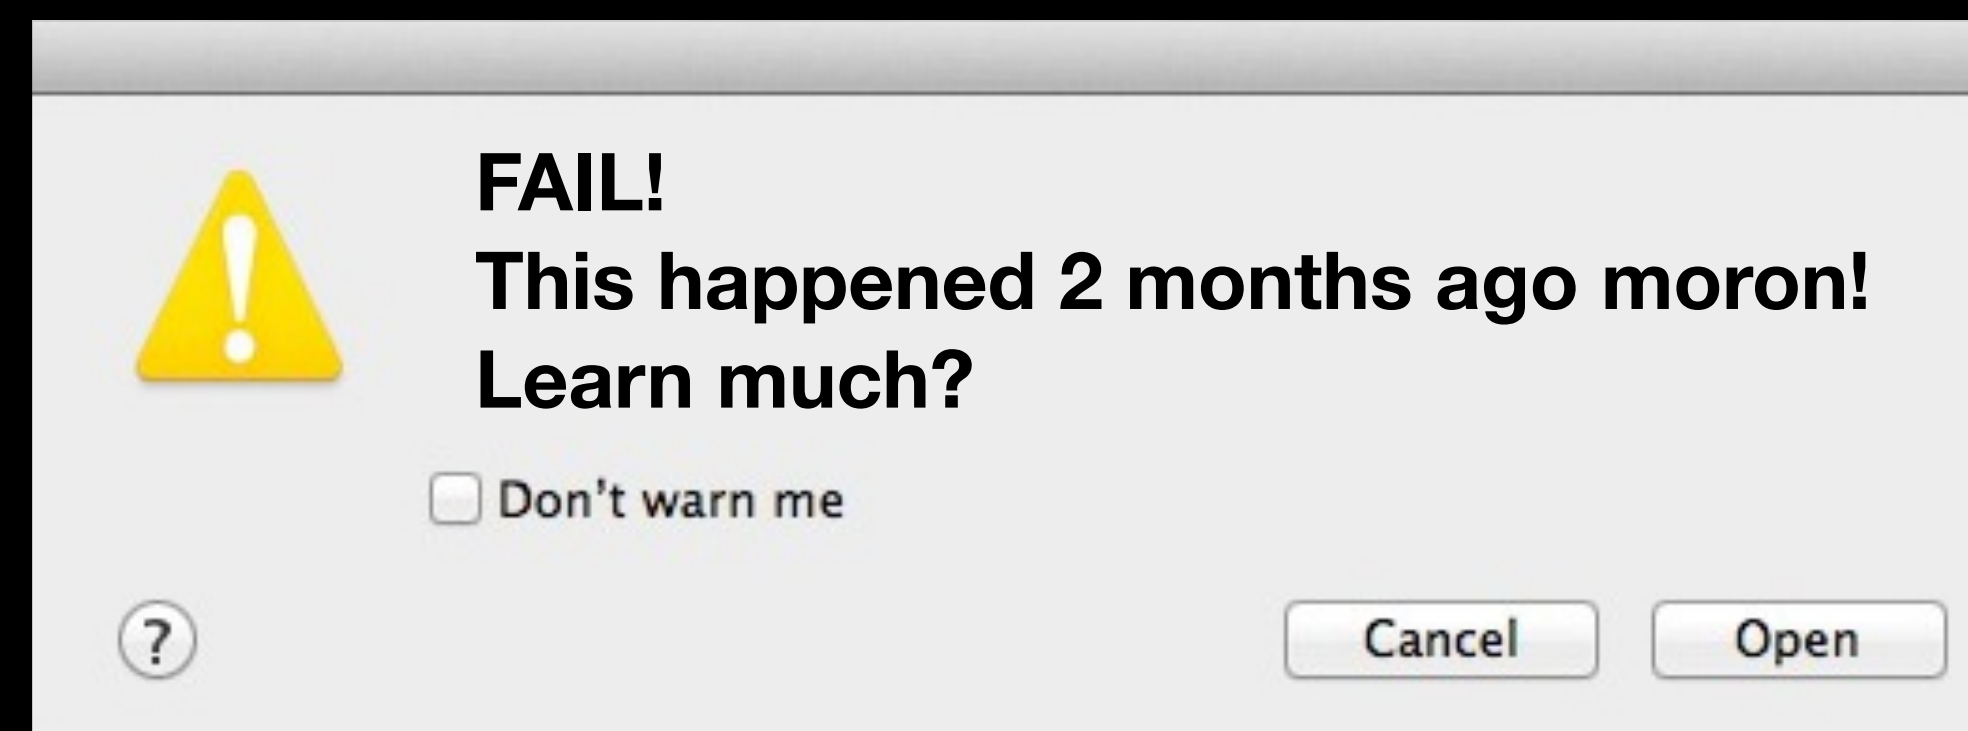 FAIL!
This happened 2 months ago moron!
Learn much?
Don't warn me
?
Cancel
Open